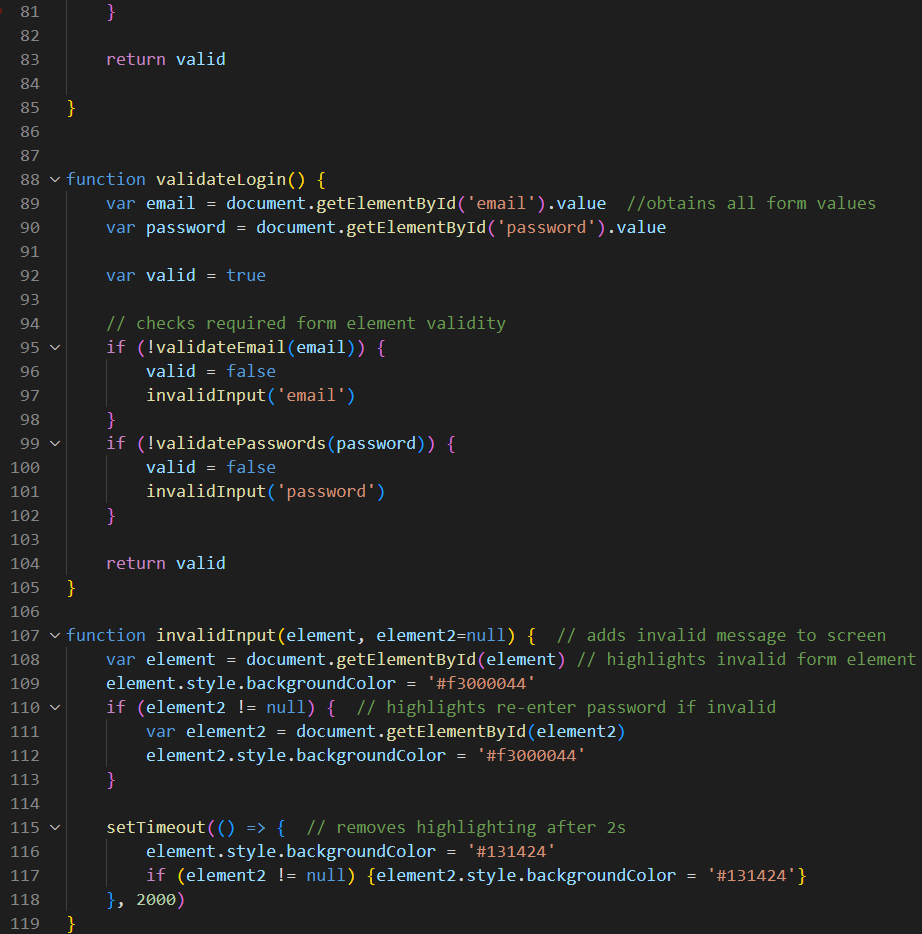 81 }
82
83 return valid
84
85 }
86
87
88 function validateLogin() {
89 var email = document.getElementById('email').value //obtains all form values
90 var password = document.getElementById('password').value
91
92 var valid = true
93
94 // checks required form element validity
95 if (!validateEmail(email)) {
96 valid = false
97 invalidInput('email')
98 }
99 if (!validatePasswords(password)) {
100 valid = false
101 invalidInput('password')
102 }
103
104 return valid
105 }
106
107 function invalidInput(element, element2=null) { // adds invalid message to screen
108 var element = document.getElementById(element) // highlights invalid form element
109 element.style.backgroundColor = '#f3000044'
110 if (element2 != null) { // highlights re-enter password if invalid
111 var element2 = document.getElementById(element2)
112 element2.style.backgroundColor = '#f3000044'
113 }
114
115 setTimeout(() => { // removes highlighting after 2s
116 element.style.backgroundColor = '#131424'
117 if (element2 != null) {element2.style.backgroundColor = '#131424'}
118 }, 2000)
119 }